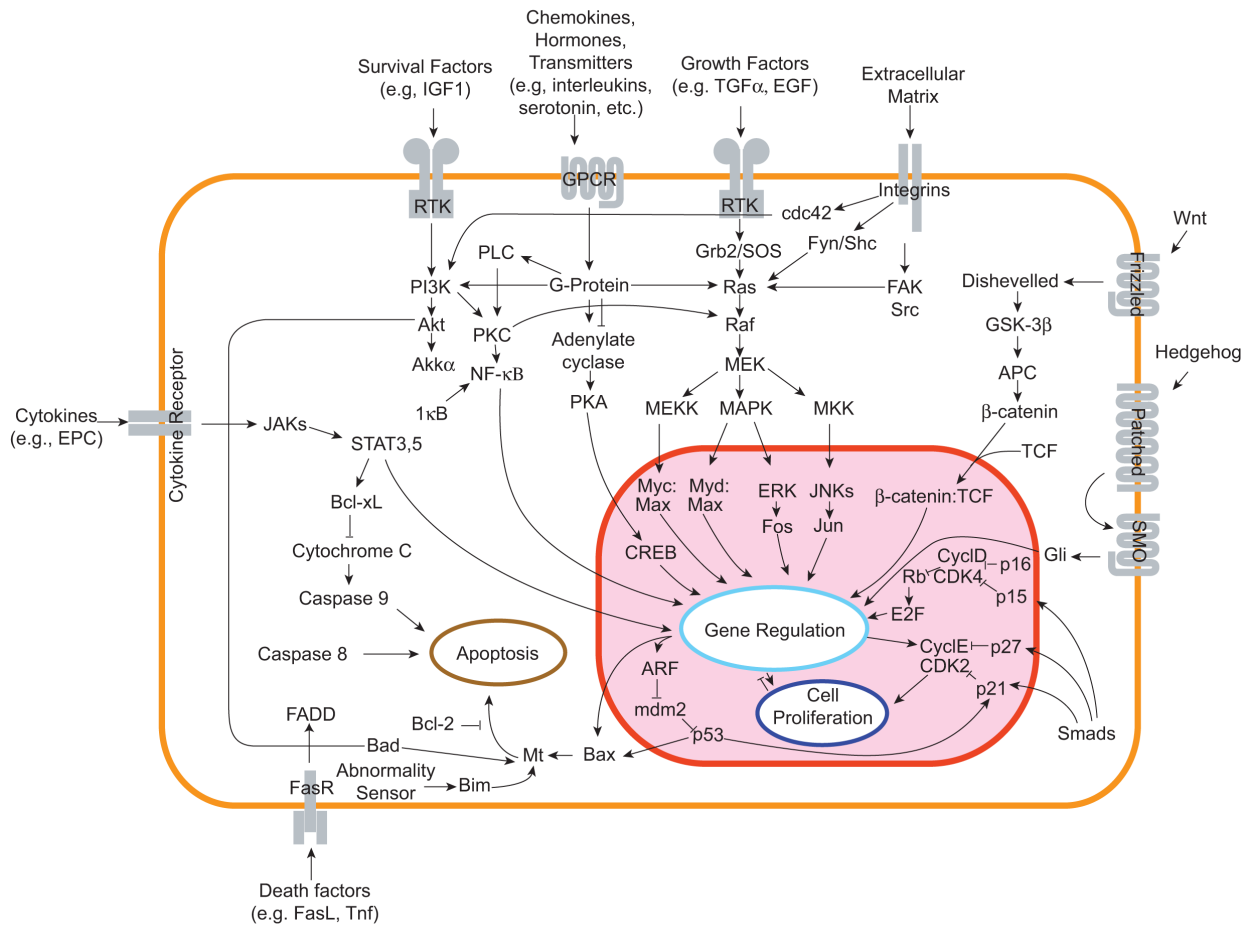 Chemokines,
Hormones,
Transmitters
(e.g, interleukins,
serotonin, etc.)
Survival Factors
(e.g, IGF1)
Growth Factors
(e.g. TGFα, EGF)
Extracellular
Matrix
GPCR
RTK
RTK
Integrins
cdc42
Fyn/Shc
Grb2/SOS
Wnt
Frizzled
PLC
PI3K
G-Protein
Ras
FAK
Src
Dishevelled
GSK-3β
Akt
PKC
Adenylate
cyclase
Raf
Akkα
NF-κB
MEK
APC
Hedgehog
1κB
PKA
MEKK
MAPK
MKK
β-catenin
Patched
Cytokines
(e.g., EPC)
Cytokine Receptor
JAKs
STAT3,5
TCF
Bcl-xL
Myc:
Max
Myd:
Max
ERK
JNKs
β-catenin:TCF
Fos
Jun
SMO
Cytochrome C
CREB
Gli
CyclD
p16
Rb
CDK4
p15
Caspase 9
E2F
Gene Regulation
Caspase 8
Apoptosis
CyclE
p27
CDK2
ARF
p21
mdm2
Cell
Proliferation
FADD
Bcl-2
p53
Smads
Bad
Mt
Bax
Abnormality
Sensor
Bim
FasR
Death factors
(e.g. FasL, Tnf)